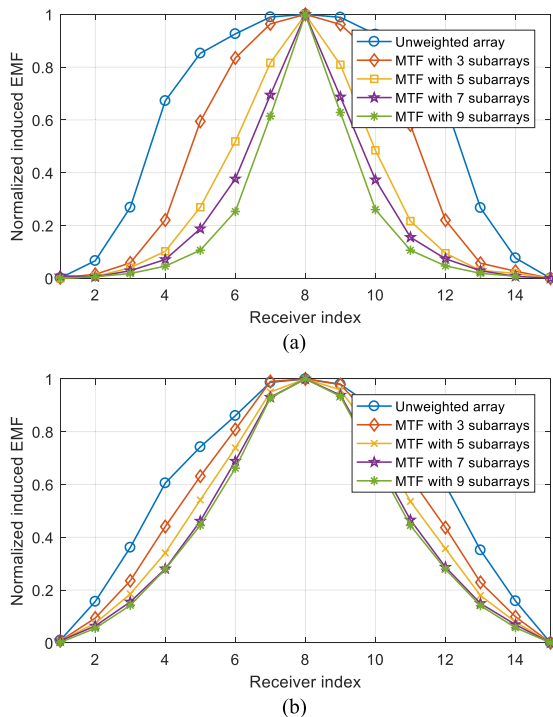 1
0.8
0.6
0.4
0.2
0
Normalized induced EMF
Unweighted array
MTF with 3 subarrays
MTF with 5 subarrays
MTF with 7 subarrays
MTF with 9 subarrays
2 4 6 8 10 12 14
Receiver index
(a)
1
0.8
0.6
0.4
0.2
0
Normalized induced EMF
Unweighted array
MTF with 3 subarrays
MTF with 5 subarrays
MTF with 7 subarrays
MTF with 9 subarrays
2 4 6 8 10 12 14
Receiver index
(b)